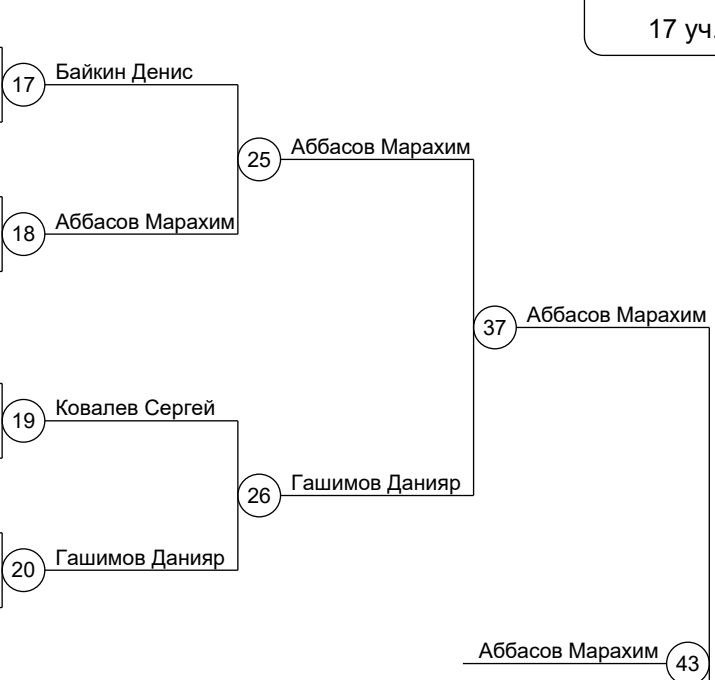 17 уч.
17 Байкин Денис
25 Аббасов Марахим
18 Аббасов Марахим
37 Аббасов Марахим
19 Ковалев Сергей
26 Гашимов Данияр
20 Гашимов Данияр
Аббасов Марахим 43